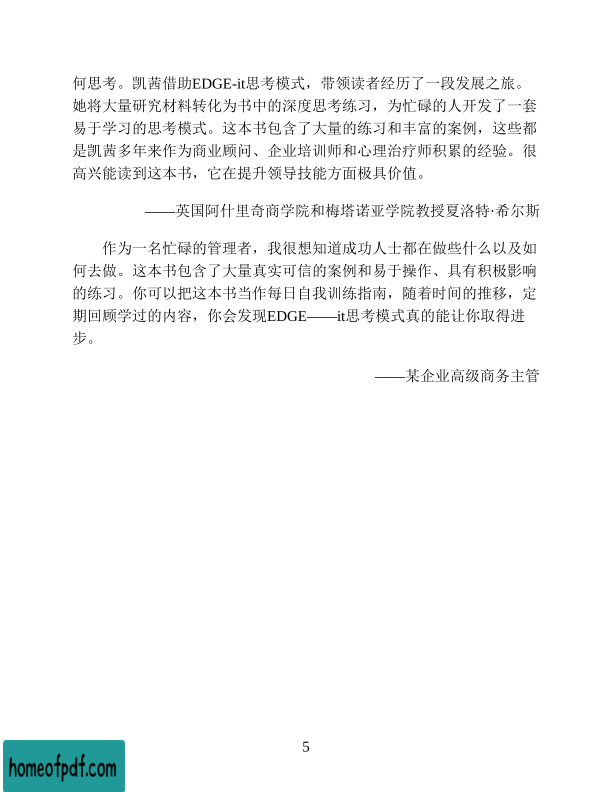 何思考。凯茜借助EDGE-it思考模式，带领读者经历了一段发展之旅。
她将大量研究材料转化为书中的深度思考练习，为忙碌的人开发了一套
易于学习的思考模式。这本书包含了大量的练习和丰富的案例，这些都
是凯茜多年来作为商业顾问、企业培训师和心理治疗师积累的经验。很
高兴能读到这本书，它在提升领导技能方面极具价值。
——英国阿什里奇商学院和梅塔诺亚学院教授夏洛特·希尔斯
作为一名忙碌的管理者，我很想知道成功人士都在做些什么以及如
何去做。这本书包含了大量真实可信的案例和易于操作、具有积极影响
的练习。你可以把这本书当作每日自我训练指南，随着时间的推移，定
期回顾学过的内容，你会发现EDGE——it思考模式真的能让你取得进
步。
——某企业高级商务主管
5
homeofpdf.com